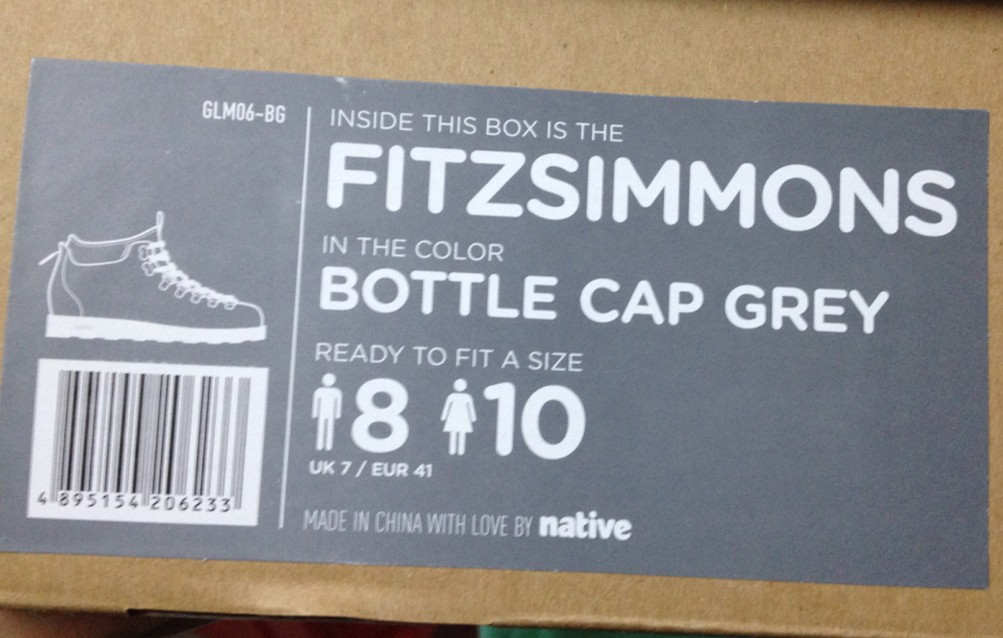 GLM06-BG
INSIDE THIS BOX IS THE
FITZSIMMONS
IN THE COLOR
BOTTLE CAP GREY
READY TO FIT A SIZE
8 10
UK 7 / EUR 41
MADE IN CHINA WITH LOVE BY native
4 895154 206233